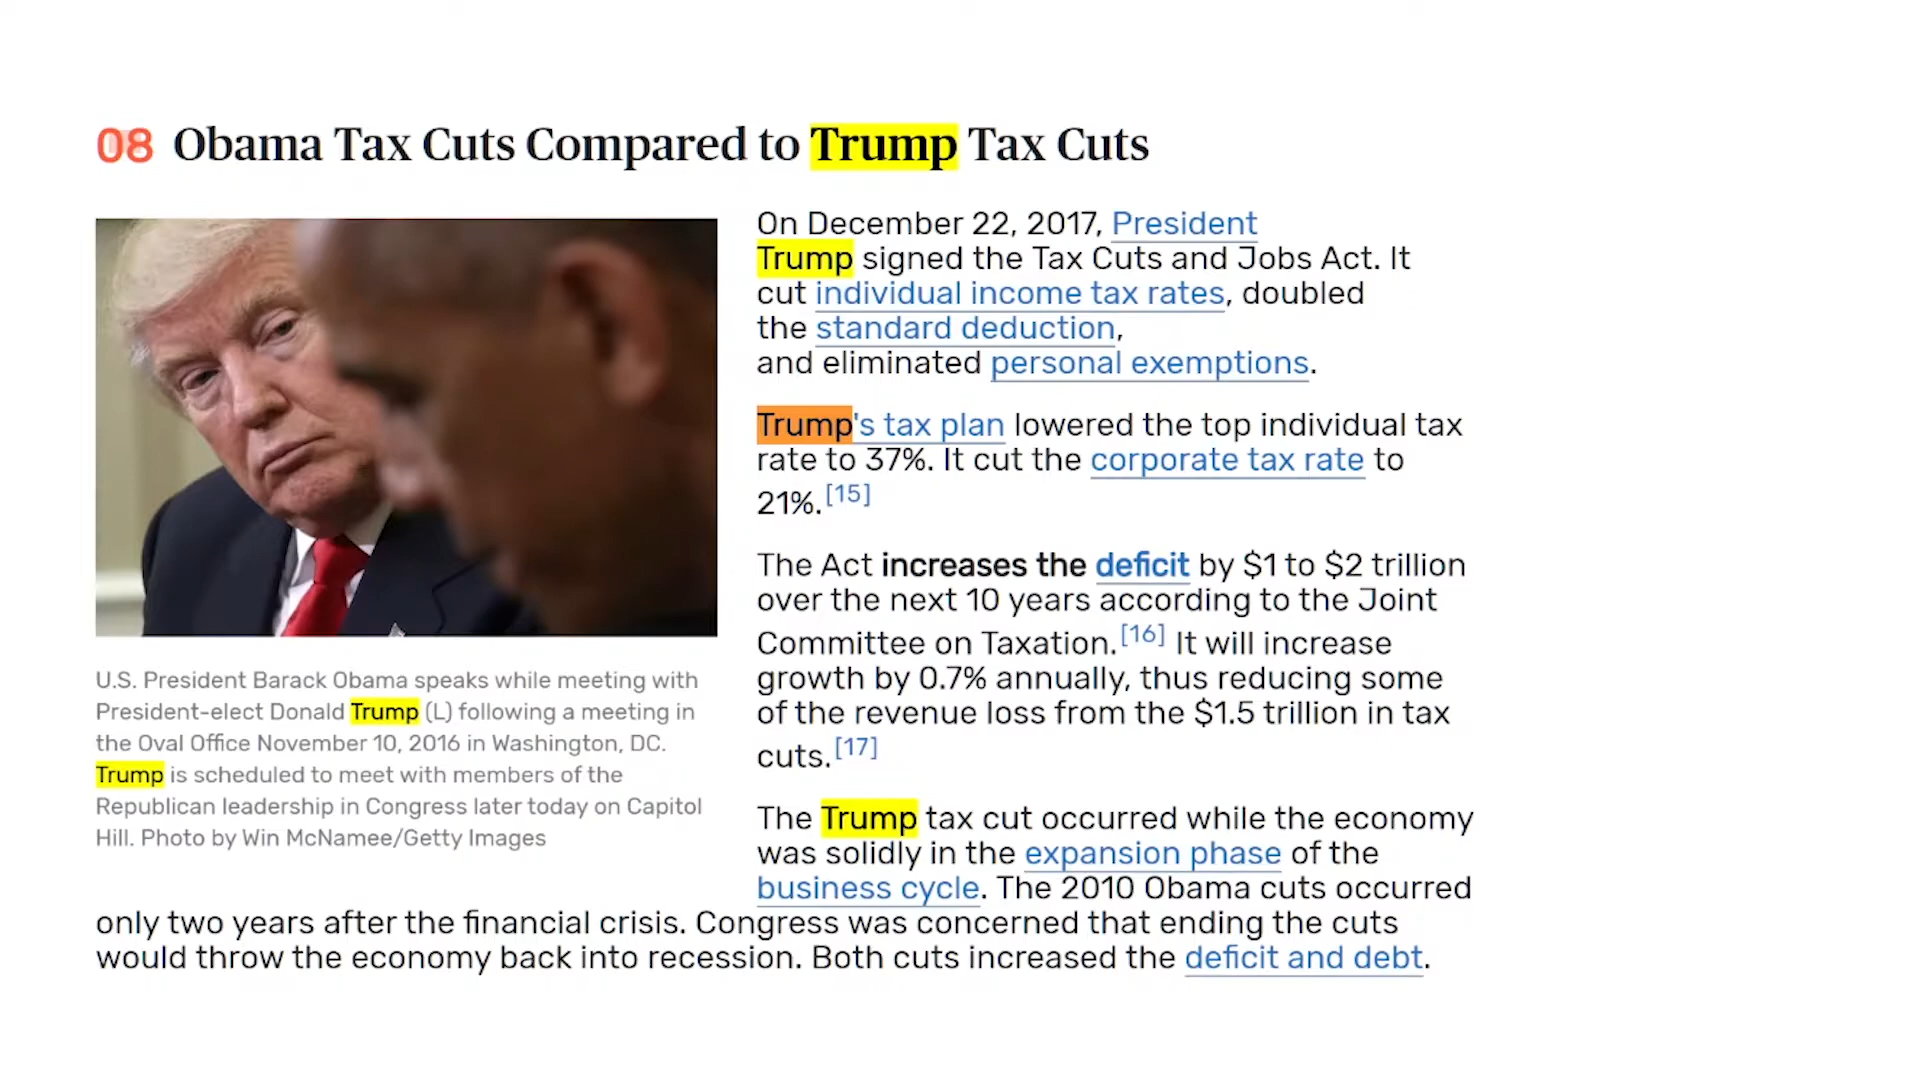 08 Obama Tax Cuts Compared to Trump Tax Cuts
On December 22, 2017, President
Trump signed the Tax Cuts and Jobs Act. It
cut individual income tax rates, doubled
the standard deduction,
and eliminated personal exemptions.
Trump's tax plan lowered the top individual tax
rate to 37%. It cut the corporate tax rate to
21%.[15]
The Act increases the deficit by $1 to $2 trillion
over the next 10 years according to the Joint
Committee on Taxation.[16] It will increase
growth by 0.7% annually, thus reducing some
of the revenue loss from the $1.5 trillion in tax
cuts.[17]
U.S. President Barack Obama speaks while meeting with
President-elect Donald Trump (L) following a meeting in
the Oval Office November 10, 2016 in Washington, DC.
Trump is scheduled to meet with members of the
Republican leadership in Congress later today on Capitol
Hill. Photo by Win McNamee/Getty Images
The Trump tax cut occurred while the economy
was solidly in the expansion phase of the
business cycle. The 2010 Obama cuts occurred
only two years after the financial crisis. Congress was concerned that ending the cuts
would throw the economy back into recession. Both cuts increased the deficit and debt.